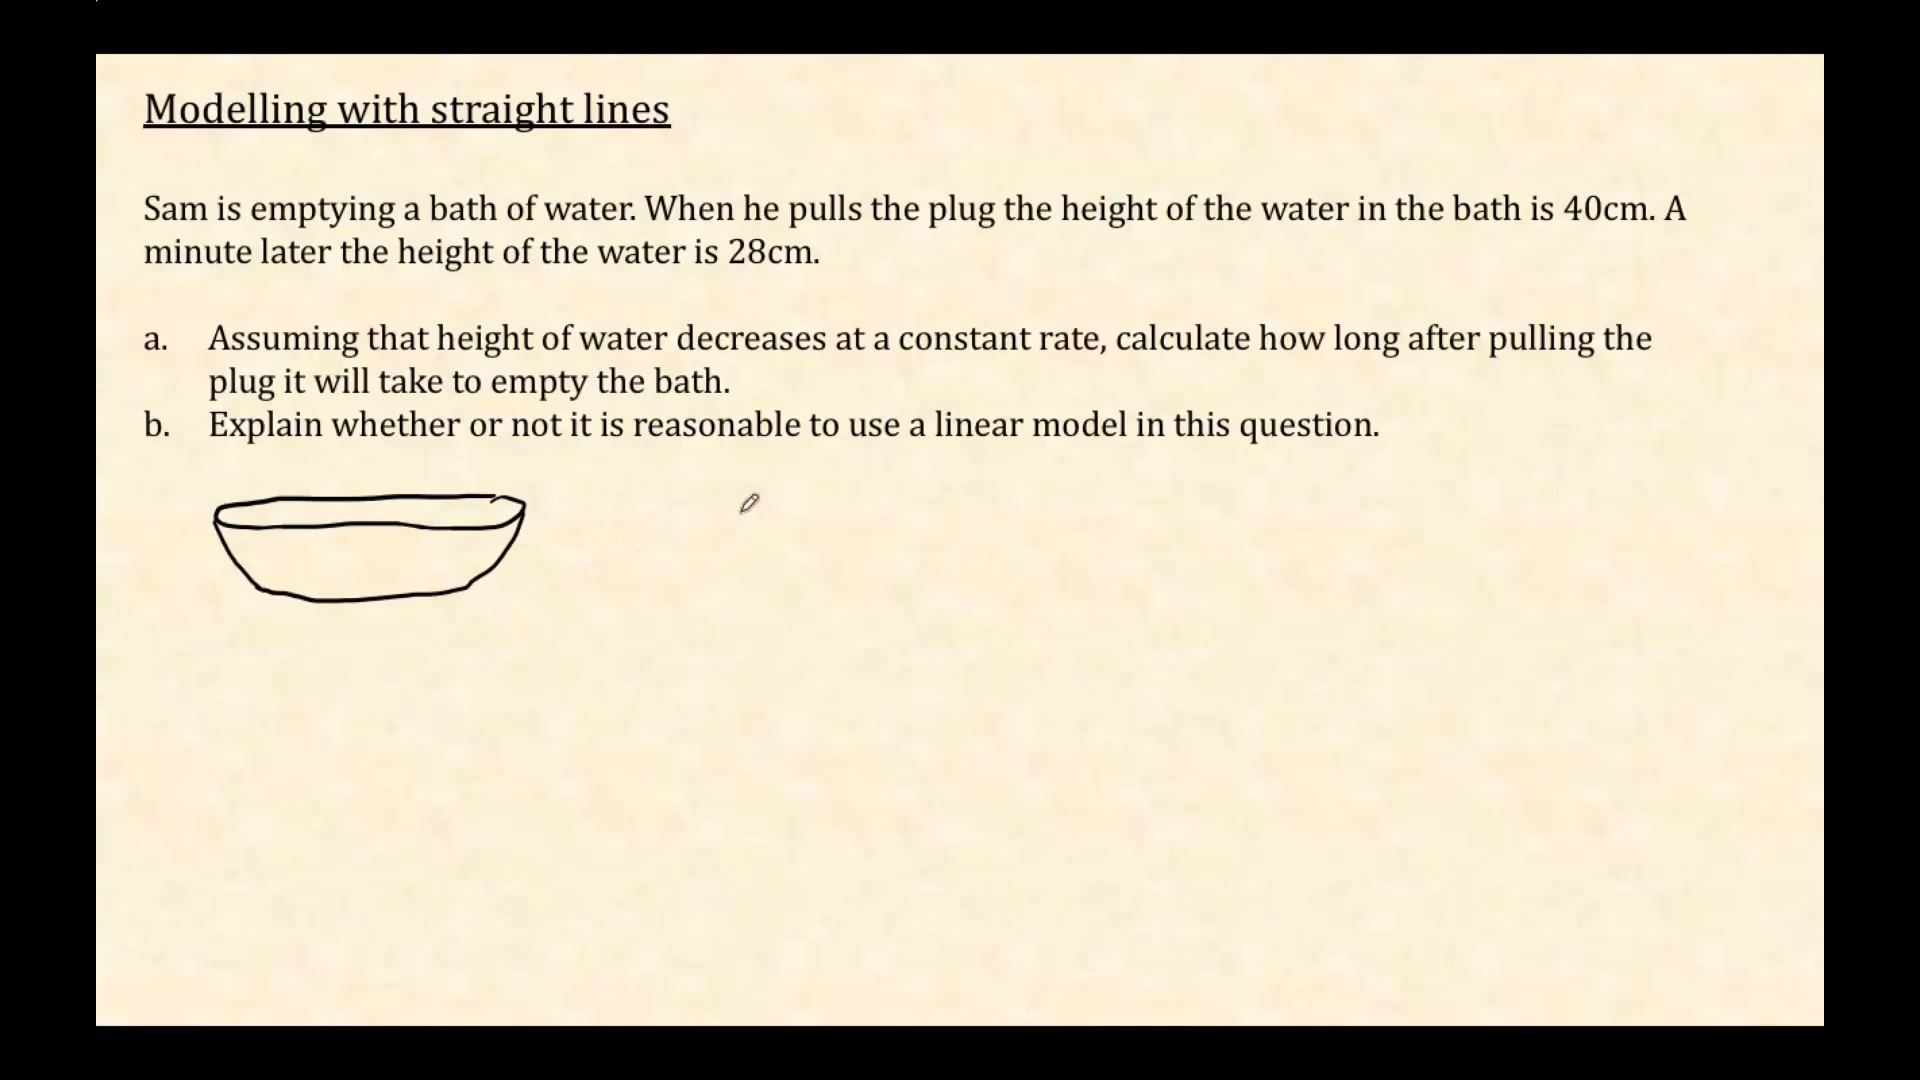 Modelling with straight lines
Sam is emptying a bath of water. When he pulls the plug the height of the water in the bath is 40cm. A
minute later the height of the water is 28cm.
a. Assuming that height of water decreases at a constant rate, calculate how long after pulling the
plug it will take to empty the bath.
b. Explain whether or not it is reasonable to use a linear model in this question.